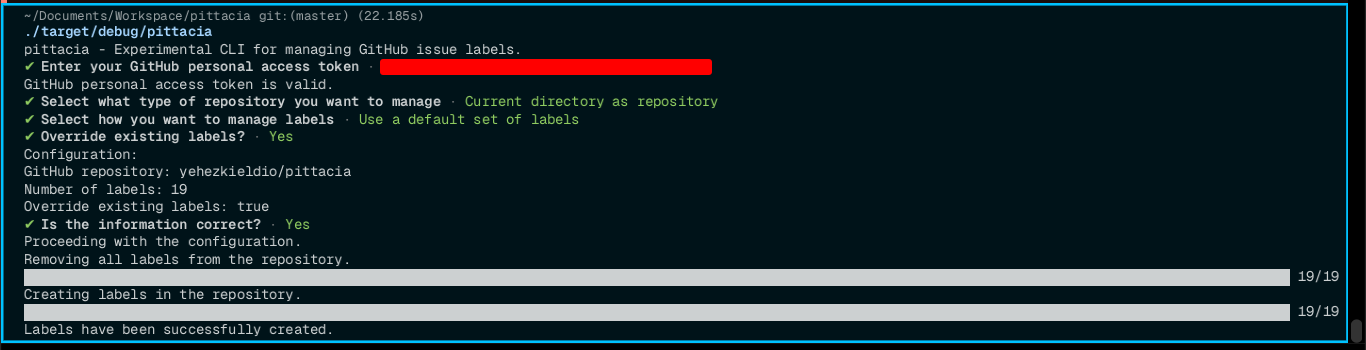 ~/Documents/Workspace/pittacia git:(master) (22.185s)
./target/debug/pittacia
pittacia - Experimental CLI for managing GitHub issue labels.
✔ Enter your GitHub personal access token ·
GitHub personal access token is valid.
✔ Select what type of repository you want to manage · Current directory as repository
✔ Select how you want to manage labels · Use a default set of labels
✔ Override existing labels? · Yes
Configuration:
GitHub repository: yehezkieldio/pittacia
Number of labels: 19
Override existing labels: true
✔ Is the information correct? · Yes
Proceeding with the configuration.
Removing all labels from the repository.
19/19
Creating labels in the repository.
19/19
Labels have been successfully created.